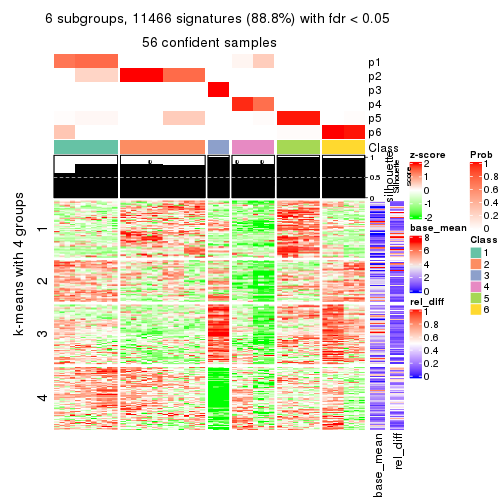 6 subgroups, 11466 signatures (88.8%) with fdr < 0.05
56 confident samples
p1
p2
p3
p4
p5
p6
Class
1
0.5
0
silhouette
Silhouette
score
k-means with 4 groups
1
2
3
4
base_mean
rel_diff
z-score
2
1
0
-1
-2
base_mean
8
6
4
2
0
rel_diff
1
0.8
0.6
0.4
0.2
0
Prob
1
0.8
0.6
0.4
0.2
0
Class
1
2
3
4
5
6